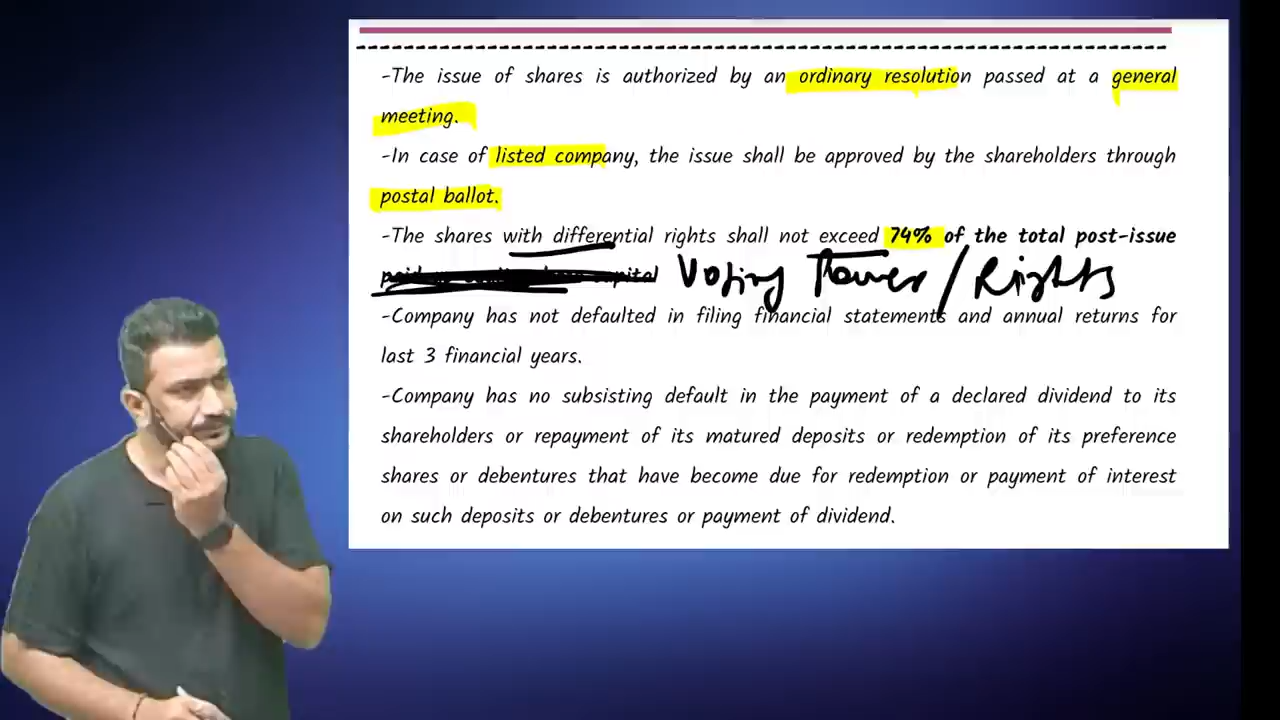 -The issue of shares is authorized by an ordinary resolution passed at a general
meeting.
-In case of listed company, the issue shall be approved by the shareholders through
postal ballot.
-The shares with differential rights shall not exceed 74% of the total post-issue
Voting Power/Rights
-Company has not defaulted in filing financial statements and annual returns for
last 3 financial years.
-Company has no subsisting default in the payment of a declared dividend to its
shareholders or repayment of its matured deposits or redemption of its preference
shares or debentures that have become due for redemption or payment of interest
on such deposits or debentures or payment of dividend.